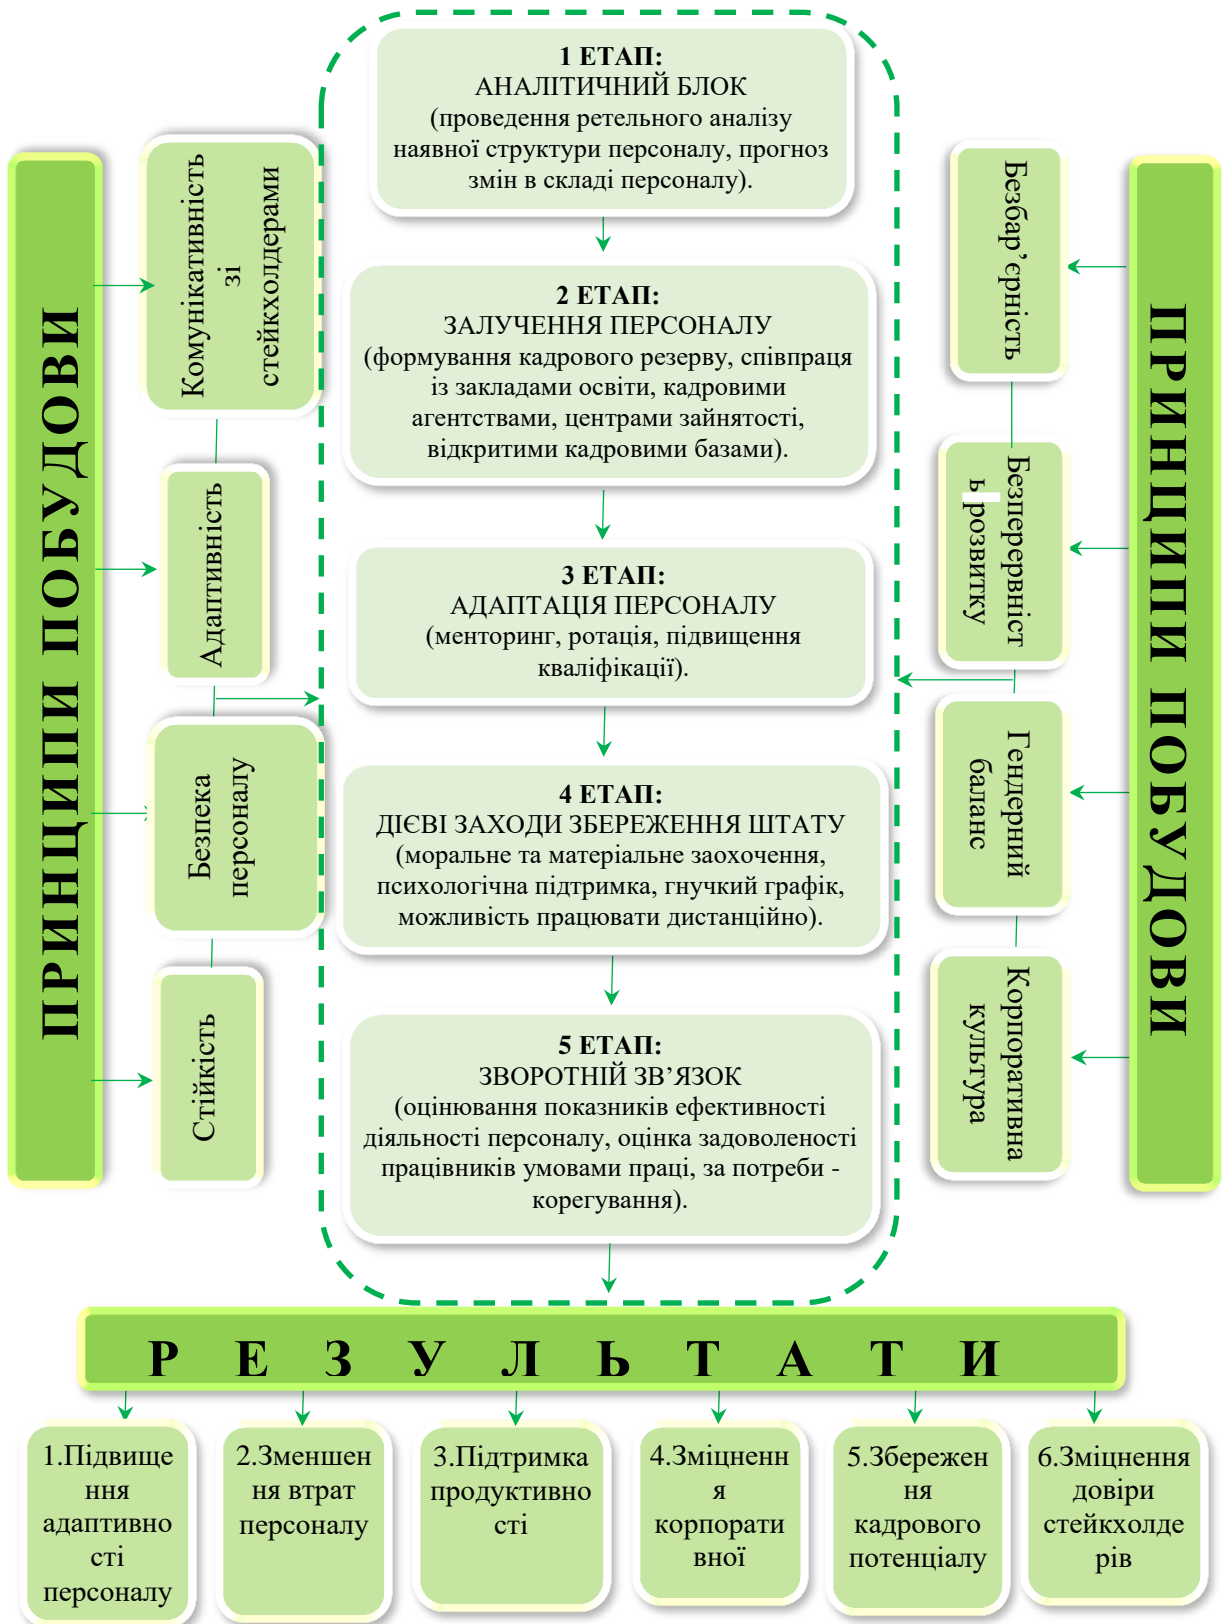 ПРИНЦИПИ ПОБУДОВИ
Комунікативність
зі
стейкхолдерами
Адаптивність
Безпека
персоналу
Стійкість
1 ЕТАП:
АНАЛІТИЧНИЙ БЛОК
(проведення ретельного аналізу
наявної структури персоналу, прогноз
змін в складі персоналу).
2 ЕТАП:
ЗАЛУЧЕННЯ ПЕРСОНАЛУ
(формування кадрового резерву, співпраця
із закладами освіти, кадровими
агентствами, центрами зайнятості,
відкритими кадровими базами).
3 ЕТАП:
АДАПТАЦІЯ ПЕРСОНАЛУ
(менторинг, ротація, підвищення
кваліфікації).
4 ЕТАП:
ДІЄВІ ЗАХОДИ ЗБЕРЕЖЕННЯ ШТАТУ
(моральне та матеріальне заохочення,
психологічна підтримка, гнучкий графік,
можливість працювати дистанційно).
5 ЕТАП:
ЗВОРОТНІЙ ЗВ’ЯЗОК
(оцінювання показників ефективності
діяльності персоналу, оцінка задоволеності
працівників умовами праці, за потреби -
корегування).
Безбар’єрність
Безперервніст
ь розвитку
Гендерний
баланс
Корпоративна
культура
ПРИНЦИПИ ПОБУДОВИ
Р Е З У Л Ь Т А Т И
1.Підвище
ння
адаптивно
сті
персоналу
2.Зменшен
ня втрат
персоналу
3.Підтримка
продуктивно
сті
4.Зміцненн
я
корпорати
вної
5.Збережен
ня
кадрового
потенціалу
6.Зміцнення
довіри
стейкхолде
рів